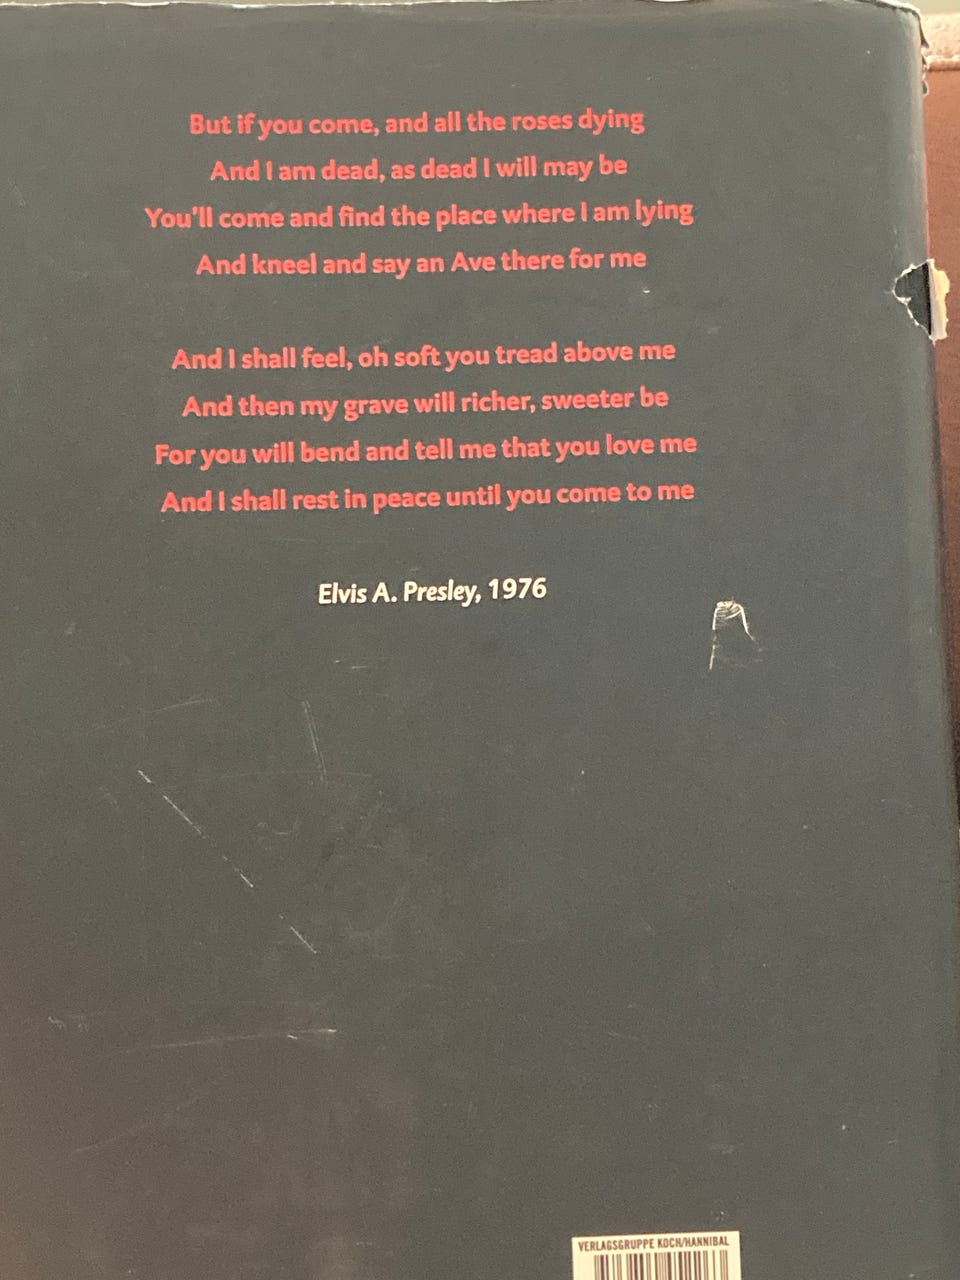 But if you come, and all the roses dying
And I am dead, as dead I will may be
You'll come and find the place where I am lying
And kneel and say an Ave there for me
And I shall feel, oh soft you tread above me
And then my grave will richer, sweeter be
For you will bend and tell me that you love me
And I shall rest in peace until you come to me
Elvis A. Presley, 1976
VERLAGSGRUPPE KOCH/HANNIBAL